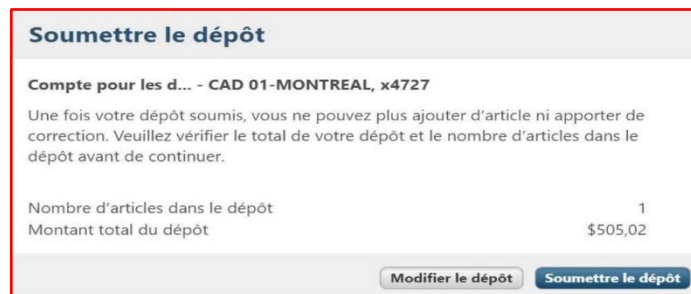 Soumettre le dépôt
Compte pour les d... - CAD 01-MONTREAL, x4727
Une fois votre dépôt soumis, vous ne pouvez plus ajouter d'article ni apporter de
correction. Veuillez vérifier le total de votre dépôt et le nombre d'articles dans le
dépôt avant de continuer.
Nombre d'articles dans le dépôt 1
Montant total du dépôt $505,02
Modifier le dépôt Soumettre le dépôt